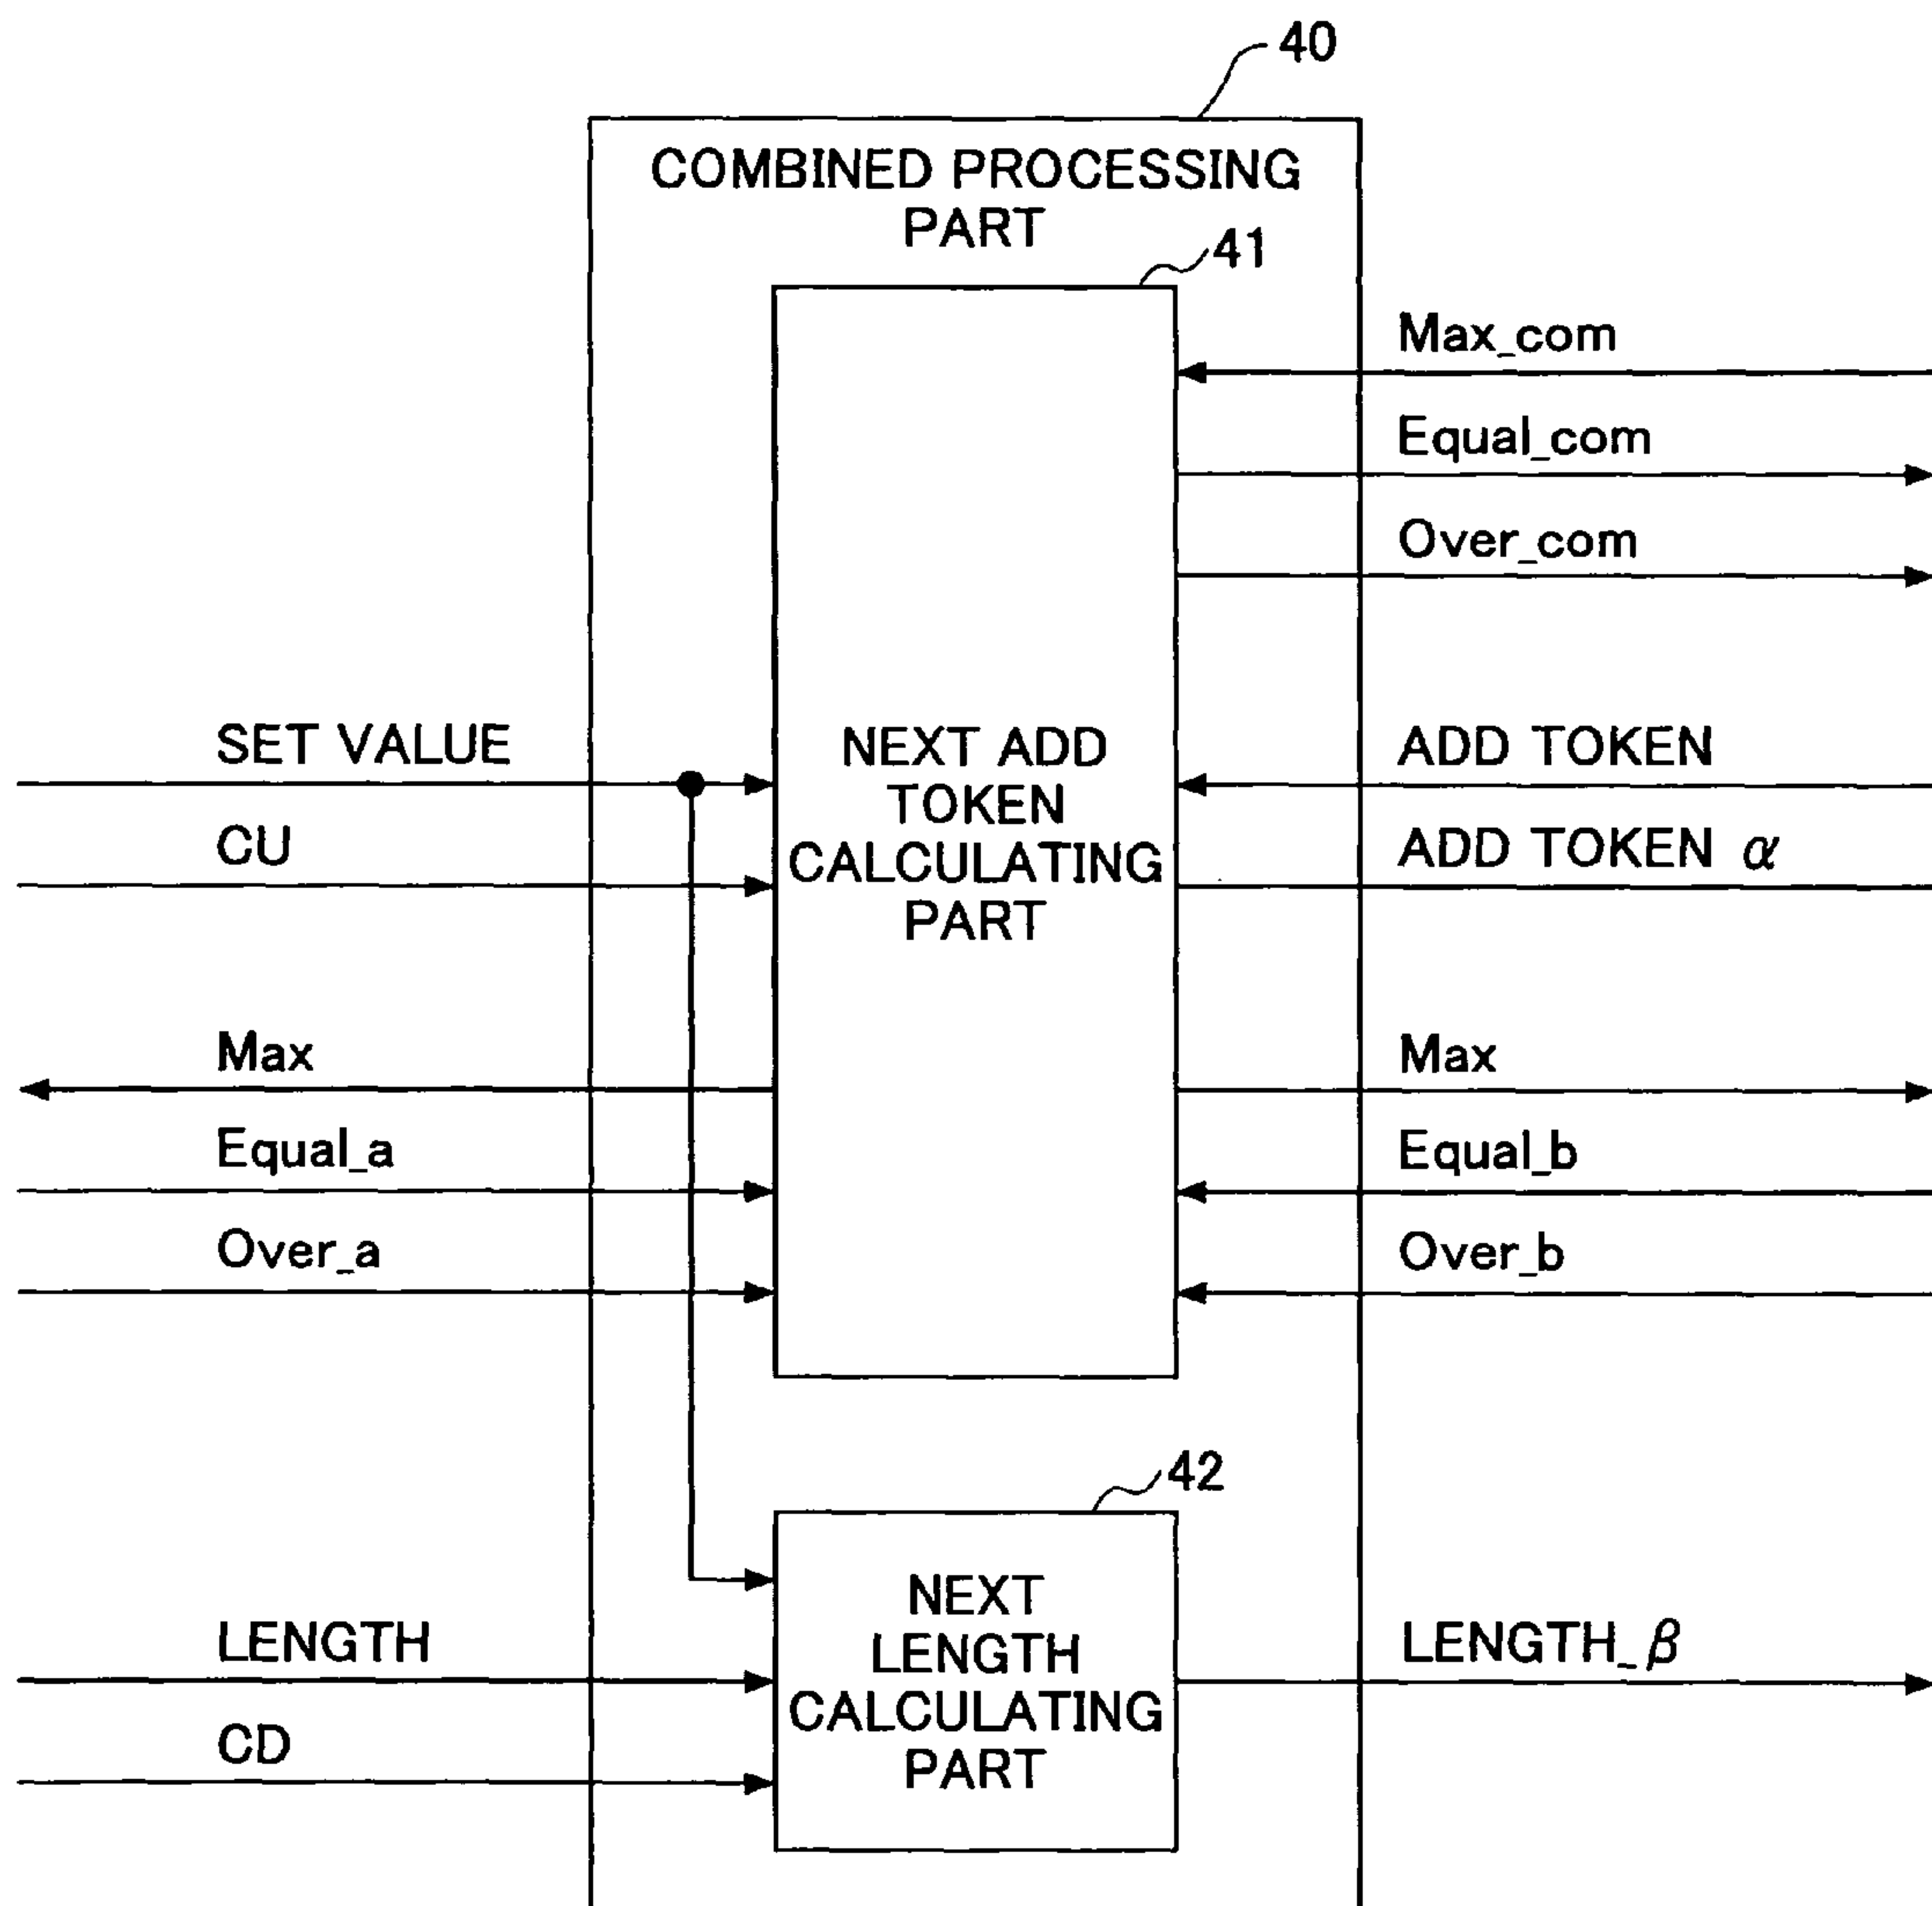 40
COMBINED PROCESSING
PART
41
Max_com
Equal_com
Over_com
SET VALUE
NEXT ADD
TOKEN
CALCULATING
PART
ADD TOKEN
CU
ADD TOKEN α
Max
Max
Equal_a
Equal_b
Over_a
Over_b
42
NEXT
LENGTH
CALCULATING
PART
LENGTH
LENGTH_β
CD